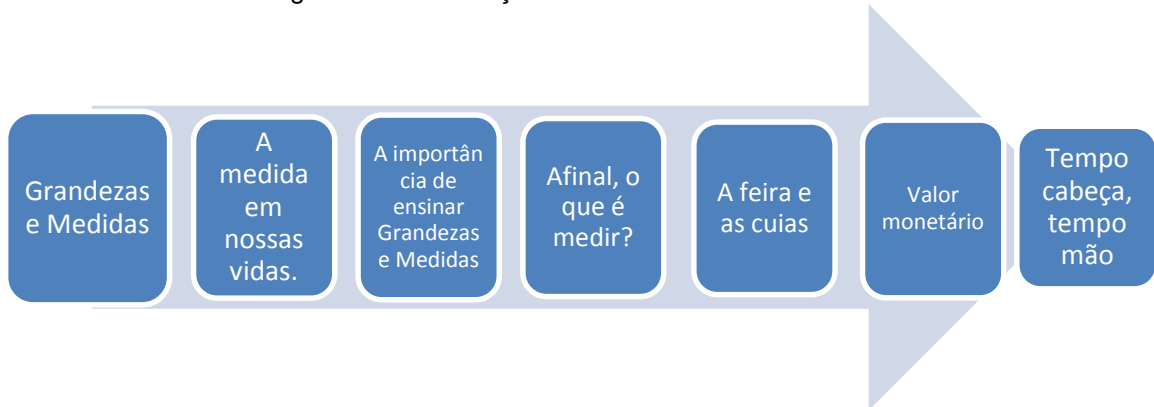 Grandezas
e Medidas
A
medida
em
nossas
vidas.
A importân
cia de
ensinar
Grandezas
e Medidas
Afinal, o
que é
medir?
A feira e
as cuias
Valor
monetário
Tempo
cabeça,
tempo
mão